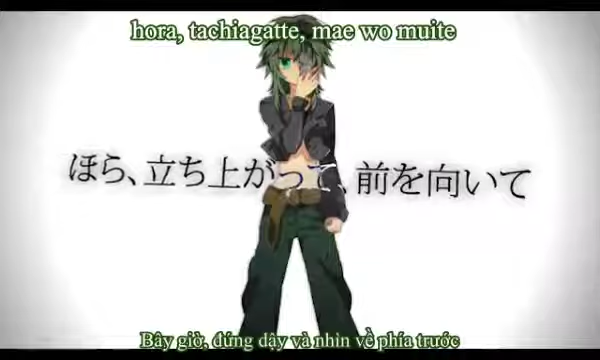 hora, tachiagatte, mae wo muite
ほら、立ち上がって、前を向いて
Bây giờ, đứng dậy và nhìn về phía trước